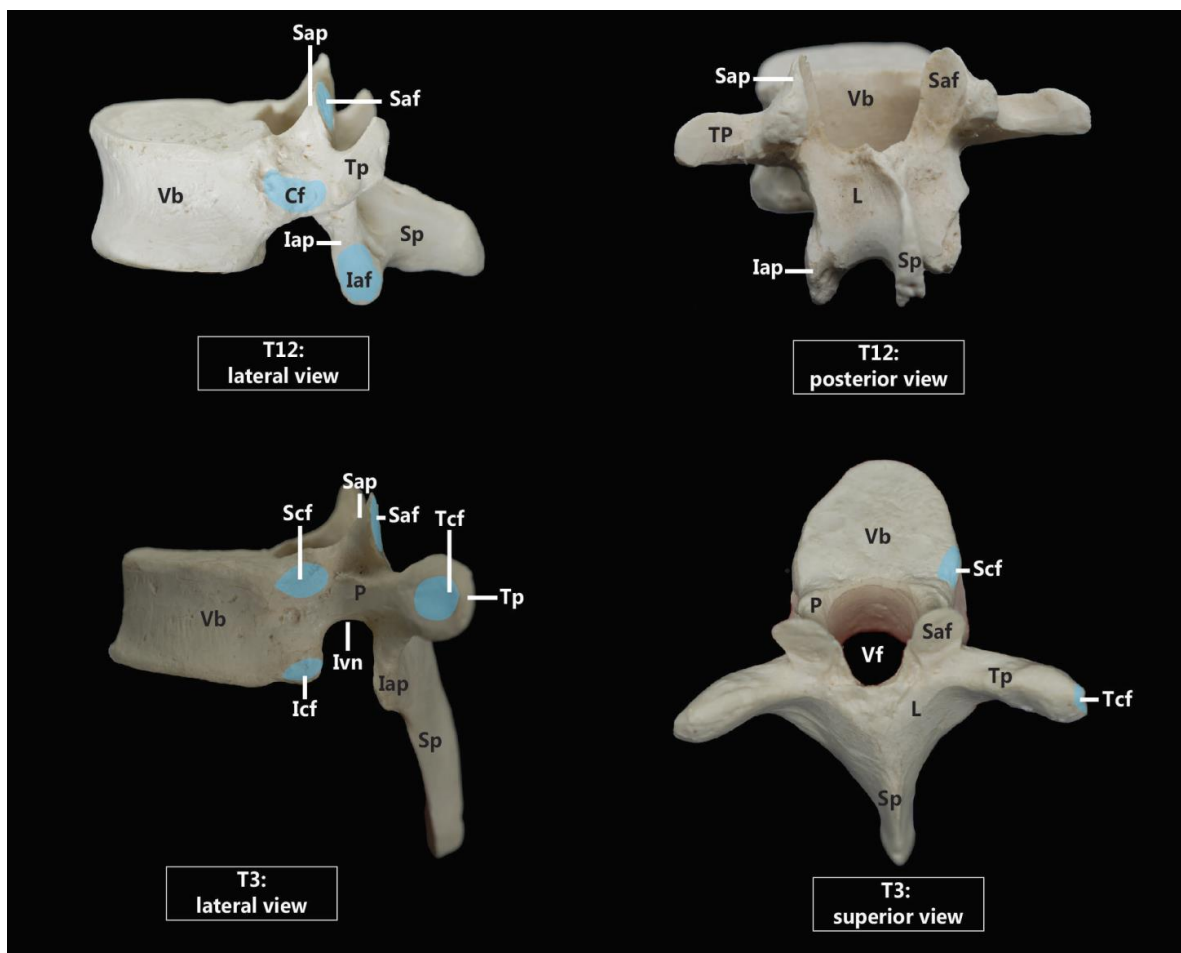 Sap
Saf
Vb
Cf
Tp
Iap
Sp
Iaf
T12:
lateral view
Sap
Vb
Saf
TP
L
Iap
Sp
T12:
posterior view
Sap
Scf
Saf
Tcf
P
Tp
Vb
Ivn
Iap
Icf
Sp
T3:
lateral view
Vb
Scf
P
Saf
Vf
Tp
Tcf
L
Sp
T3:
superior view